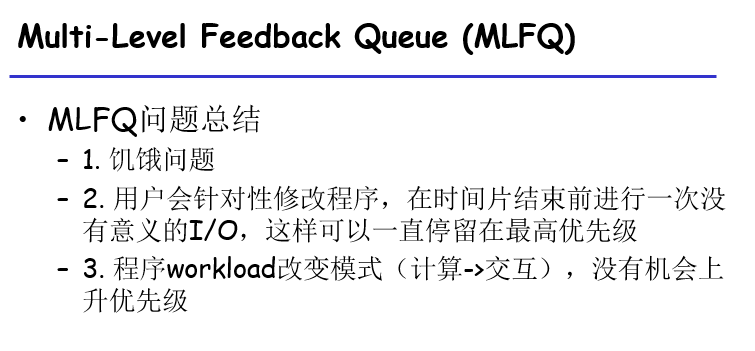 Multi-Level Feedback Queue (MLFQ)
• MLFQ问题总结
– 1. 饥饿问题
– 2. 用户会针对性修改程序，在时间片结束前进行一次没
有意义的I/O，这样可以一直停留在最高优先级
– 3. 程序workload改变模式（计算->交互），没有机会上
升优先级